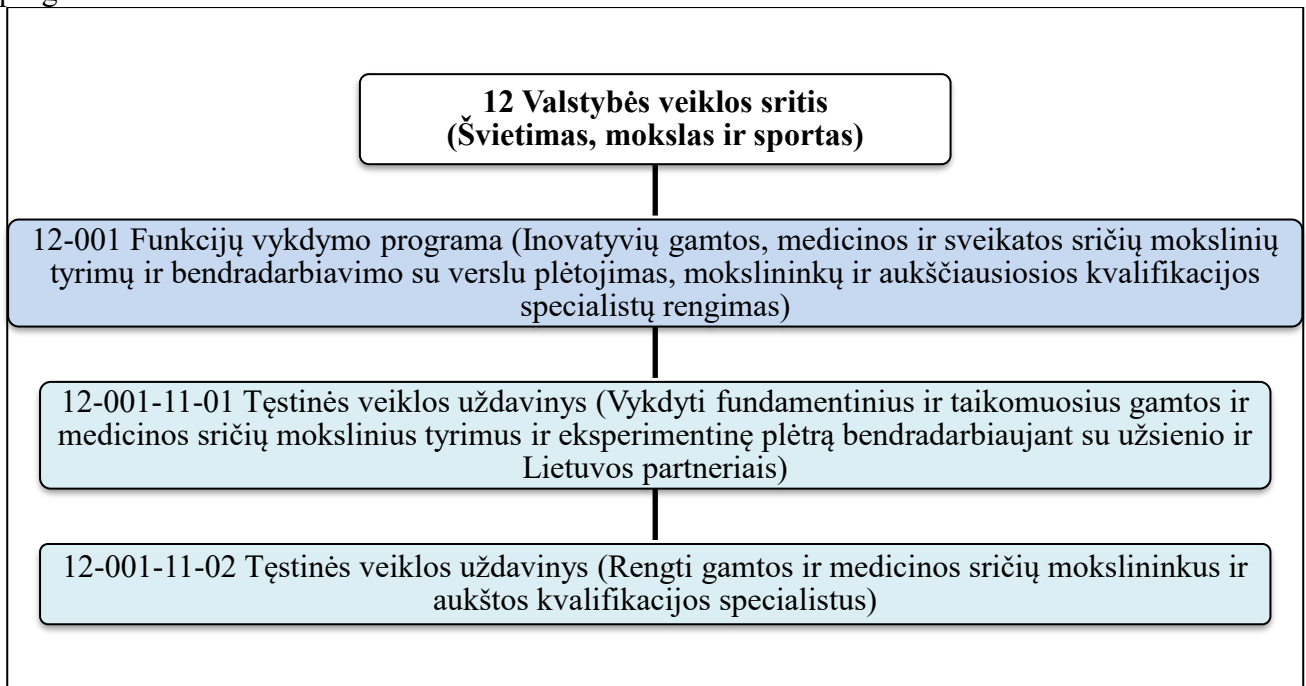 12 Valstybės veiklos sritis
(Švietimas, mokslas ir sportas)
12-001 Funkcijų vykdymo programa (Inovatyvių gamtos, medicinos ir sveikatos sričių mokslinių
tyrimų ir bendradarbiavimo su verslu plėtojimas, mokslininkų ir aukščiausiosios kvalifikacijos
specialistų rengimas)
12-001-11-01 Tęstinės veiklos uždavinys (Vykdyti fundamentinius ir taikomuosius gamtos ir
medicinos sričių mokslinius tyrimus ir eksperimentinę plėtrą bendradarbiaujant su užsienio ir
Lietuvos partneriais)
12-001-11-02 Tęstinės veiklos uždavinys (Rengti gamtos ir medicinos sričių mokslininkus ir
aukštos kvalifikacijos specialistus)